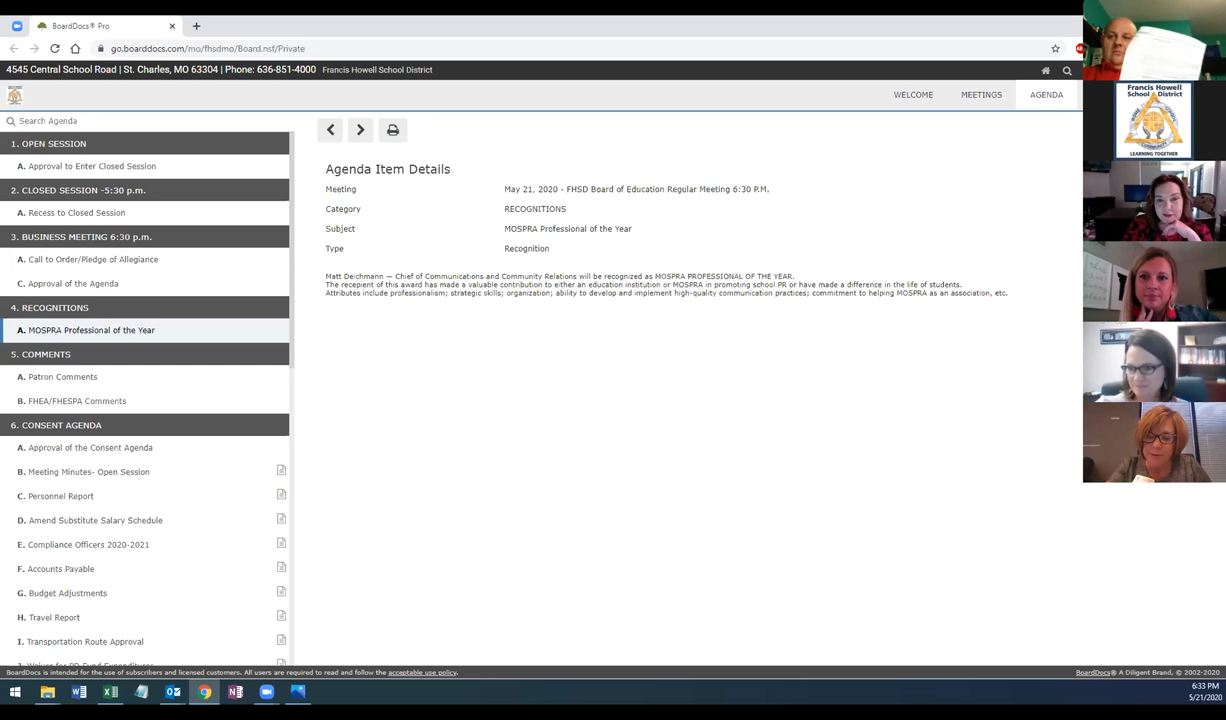 BoardDocs® Pro
go.boarddocs.com/mo/fhsdmo/Board.nsf/Private
4545 Central School Road | St. Charles, MO 63304 | Phone: 636-851-4000 Francis Howell School District
WELCOME MEETINGS AGENDA
Search Agenda
1. OPEN SESSION
A. Approval to Enter Closed Session
2. CLOSED SESSION -5:30 p.m.
A. Recess to Closed Session
3. BUSINESS MEETING 6:30 p.m.
A. Call to Order/Pledge of Allegiance
C. Approval of the Agenda
4. RECOGNITIONS
A. MOSPRA Professional of the Year
5. COMMENTS
A. Patron Comments
B. FHEA/FHESPA Comments
6. CONSENT AGENDA
A. Approval of the Consent Agenda
B. Meeting Minutes- Open Session
C. Personnel Report
D. Amend Substitute Salary Schedule
E. Compliance Officers 2020-2021
F. Accounts Payable
G. Budget Adjustments
H. Travel Report
I. Transportation Route Approval
J. Waiver for PD Fund Expenditures
Agenda Item Details
Meeting May 21, 2020 - FHSD Board of Education Regular Meeting 6:30 P.M.
Category RECOGNITIONS
Subject MOSPRA Professional of the Year
Type Recognition
Matt Deichmann — Chief of Communications and Community Relations will be recognized as MOSPRA PROFESSIONAL OF THE YEAR.
The recepient of this award has made a valuable contribution to either an education institution or MOSPRA in promoting school PR or have made a difference in the life of students.
Attributes include professionalism; strategic skills; organization; ability to develop and implement high-quality communication practices; commitment to helping MOSPRA as an association, etc.
Francis Howell
School District
LEARNING TOGETHER
BoardDocs is intended for the use of subscribers and licensed customers. All users are required to read and follow the acceptable use policy.
BoardDocs® A Diligent Brand, © 2002-2020
6:33 PM
5/21/2020